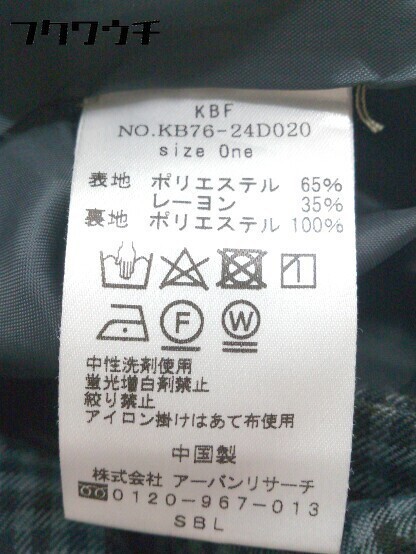 フクワウチ
KBF
NO.KB76-24D020
size One
表地 ポリエステル 65%
レーヨン 35%
裏地 ポリエステル 100%
F W
中性洗剤使用
蛍光増白剤禁止
絞り禁止
アイロン掛けはあて布使用
中国製
株式会社 アーバンリサーチ
0120-967-013
SBL